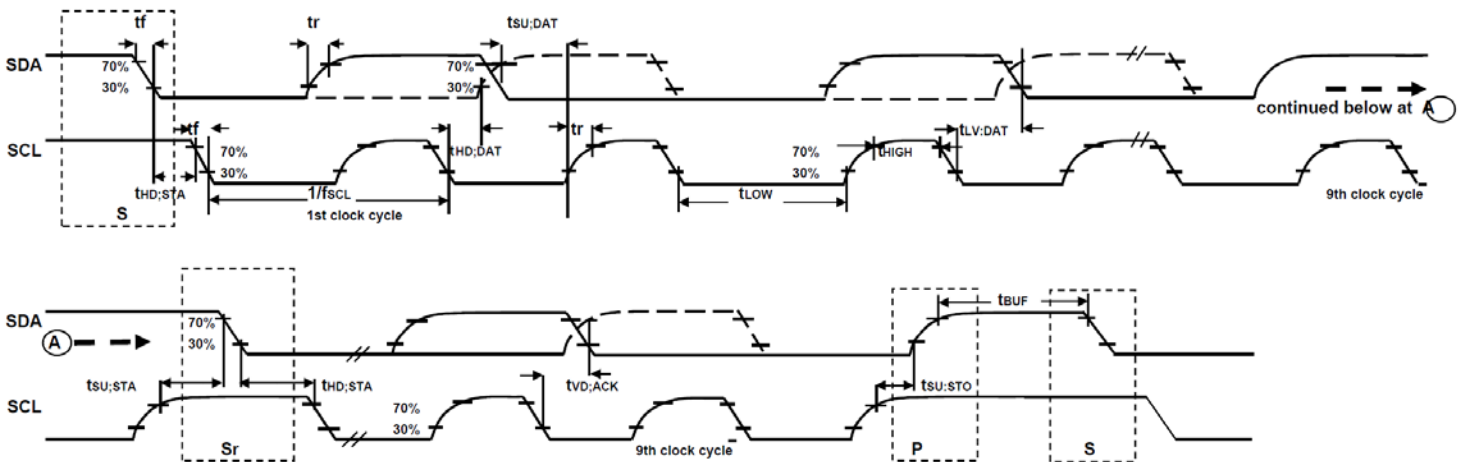 tf tr tSU;DAT
SDA 70% 70%
30% 30%
continued below at A
tf tr tLV:DAT
SCL 70% tHD;DAT 70% tHIGH
30% 30%
tHD;STA 1/fSCL tLOW
S 1st clock cycle 9th clock cycle
tBUF
SDA 70%
A 30%
tSU;STA tHD;STA tVD;ACK tSU:STO
SCL 70%
30%
Sr 9th clock cycle P S